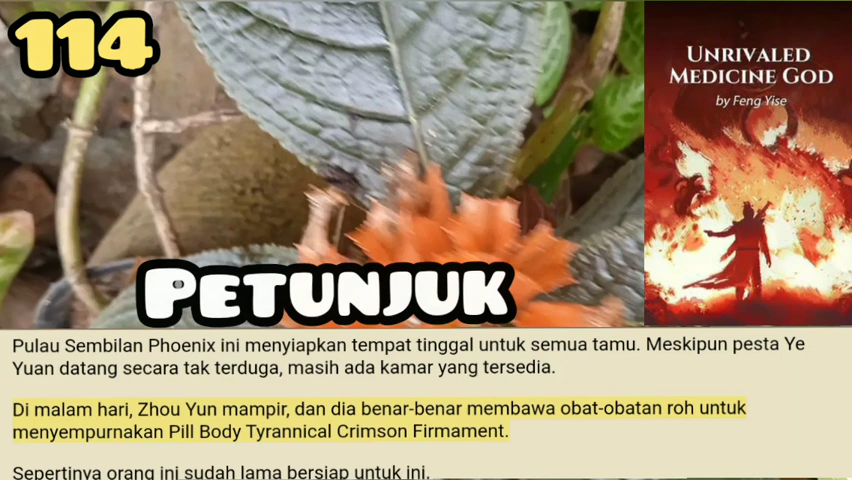 114
UNRIVALED
MEDICINE GOD
by Feng Yise
PETUNJUK
Pulau Sembilan Phoenix ini menyiapkan tempat tinggal untuk semua tamu. Meskipun pesta Ye
Yuan datang secara tak terduga, masih ada kamar yang tersedia.
Di malam hari, Zhou Yun mampir, dan dia benar-benar membawa obat-obatan roh untuk
menyempurnakan Pill Body Tyrannical Crimson Firmament.
Sepertinya orang ini sudah lama bersiap untuk ini.